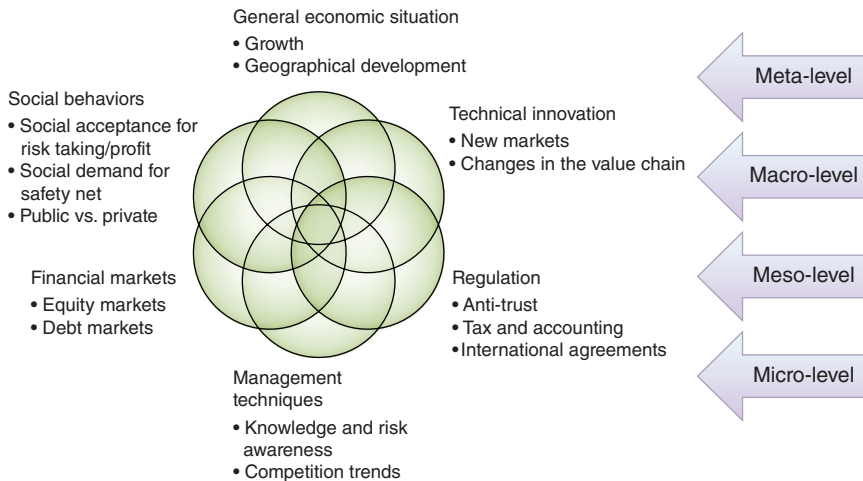 General economic situation
• Growth
• Geographical development
Social behaviors
• Social acceptance for
risk taking/profit
• Social demand for
safety net
• Public vs. private
Technical innovation
• New markets
• Changes in the value chain
Financial markets
• Equity markets
• Debt markets
Regulation
• Anti-trust
• Tax and accounting
• International agreements
Management
techniques
• Knowledge and risk
awareness
• Competition trends
Meta-level
Macro-level
Meso-level
Micro-level